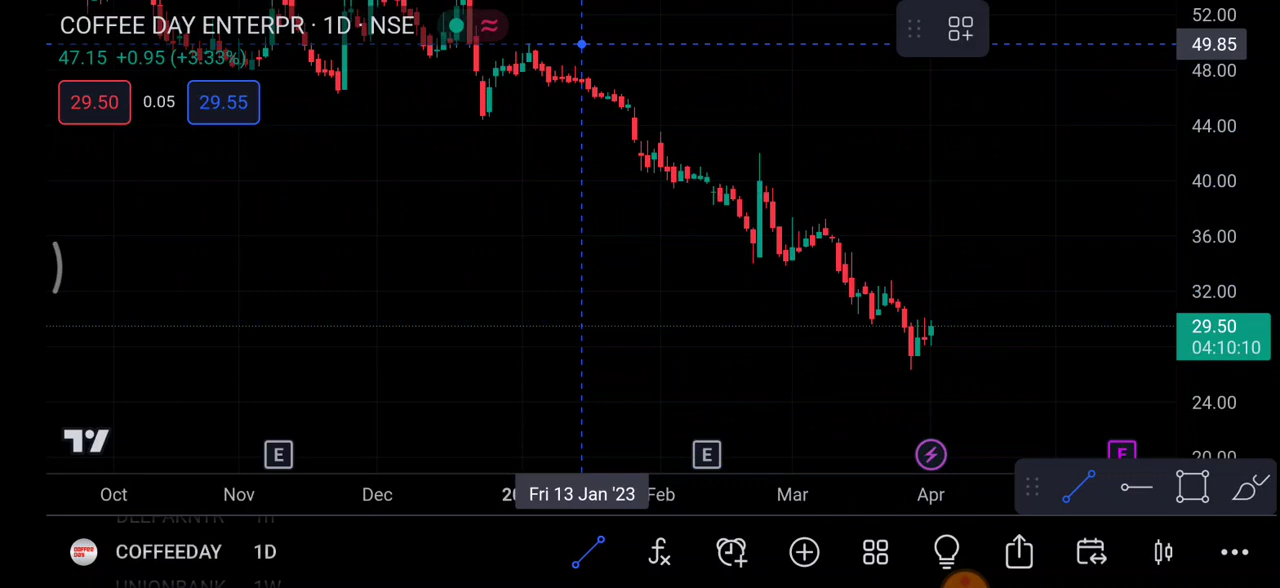 COFFEE DAY ENTERPR · 1D · NSE
47.15 +0.95 (+3.33%)
29.50 0.05 29.55
52.00
49.85
48.00
44.00
40.00
36.00
32.00
29.50
04:10:10
24.00
20.00
E E E
Oct Nov Dec Fri 13 Jan '23 Feb Mar Apr
COFFEEDAY 1D
UNIONBANK 1W